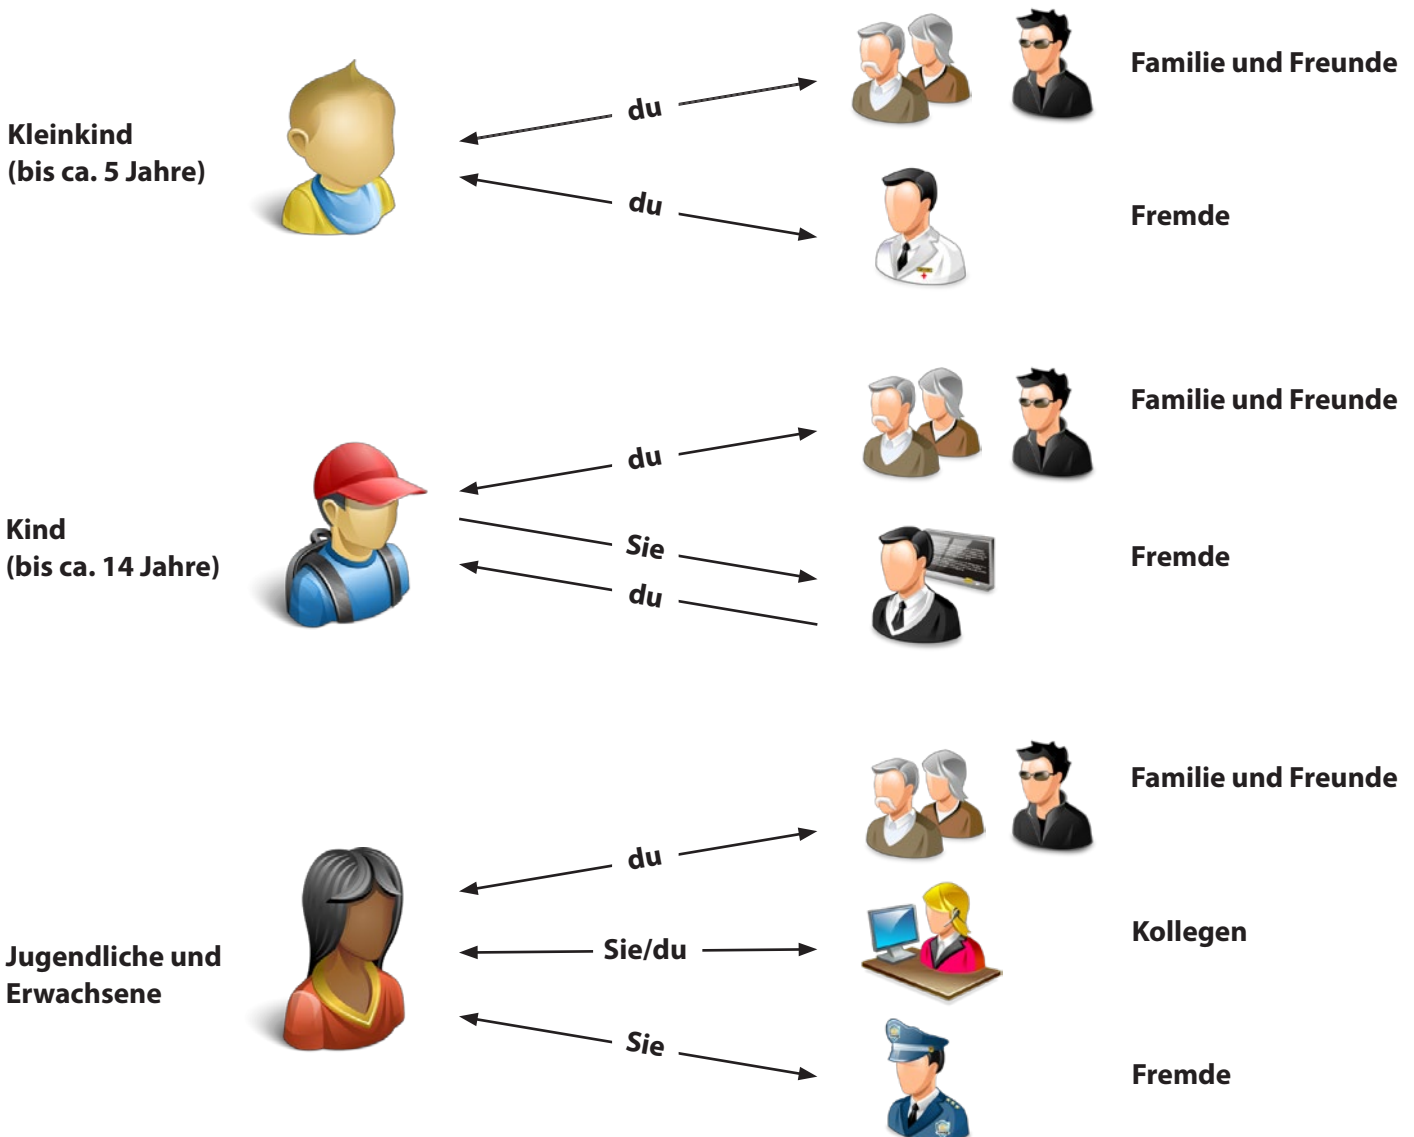 Kleinkind
(bis ca. 5 Jahre)
du
Familie und Freunde
du
Fremde
Kind
(bis ca. 14 Jahre)
du
Familie und Freunde
Sie
du
Fremde
Jugendliche und
Erwachsene
du
Familie und Freunde
Sie/du
Kollegen
Sie
Fremde